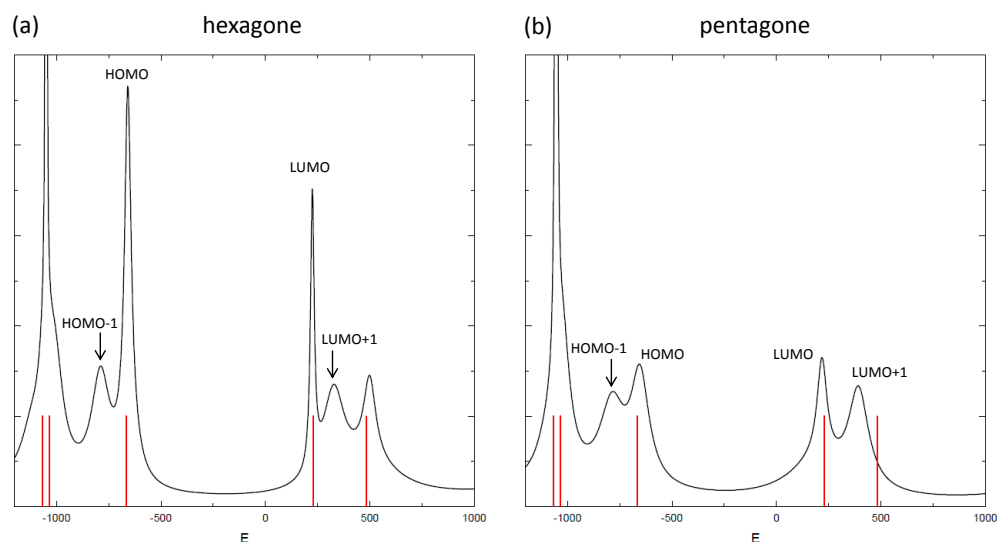 (a) hexagone
HOMO
LUMO
HOMO-1
LUMO+1
-1000 -500 0 500 1000
E
(b) pentagone
HOMO-1
HOMO
LUMO
LUMO+1
-1000 -500 0 500 1000
E